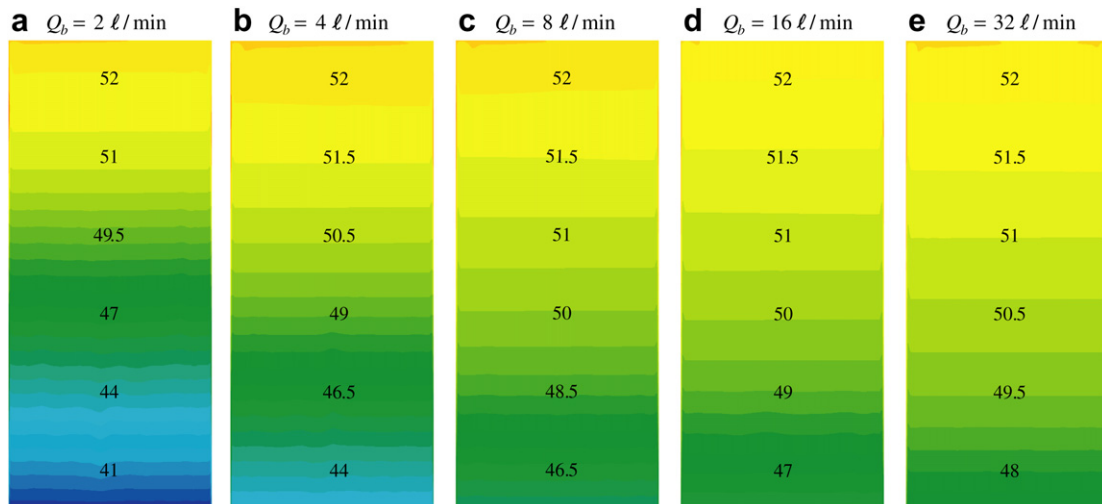 a Q_b = 2 ℓ/min
b Q_b = 4 ℓ/min
c Q_b = 8 ℓ/min
d Q_b = 16 ℓ/min
e Q_b = 32 ℓ/min
52 52 52 52 52
51 51.5 51.5 51.5 51.5
49.5 50.5 51 51 51
47 49 50 50 50.5
44 46.5 48.5 49 49.5
41 44 46.5 47 48